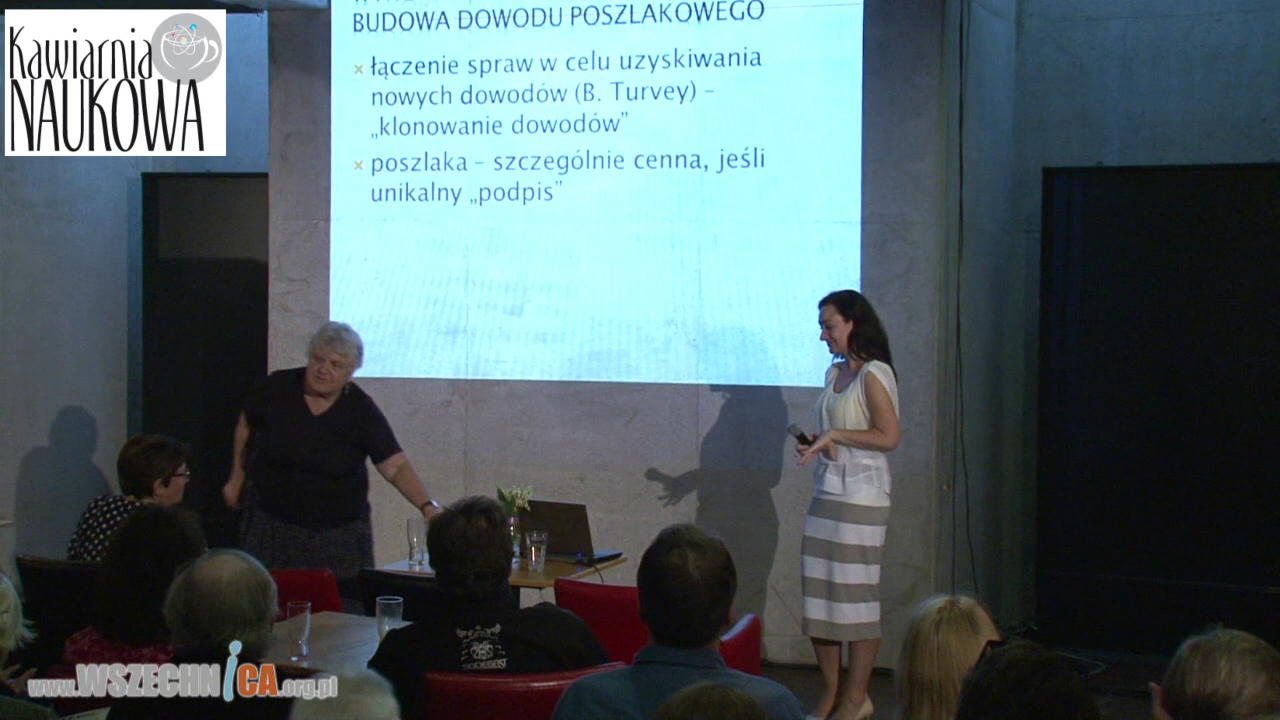 Kawiarnia
NAUKOWA
BUDOWA DOWODU POSZLAKOWEGO
× łączenie spraw w celu uzyskiwania
nowych dowodów (B. Turvey) –
„klonowanie dowodów”
× poszlaka – szczególnie cenna, jeśli
unikalny „podpis”
www.WSZECHNiCA.org.pl